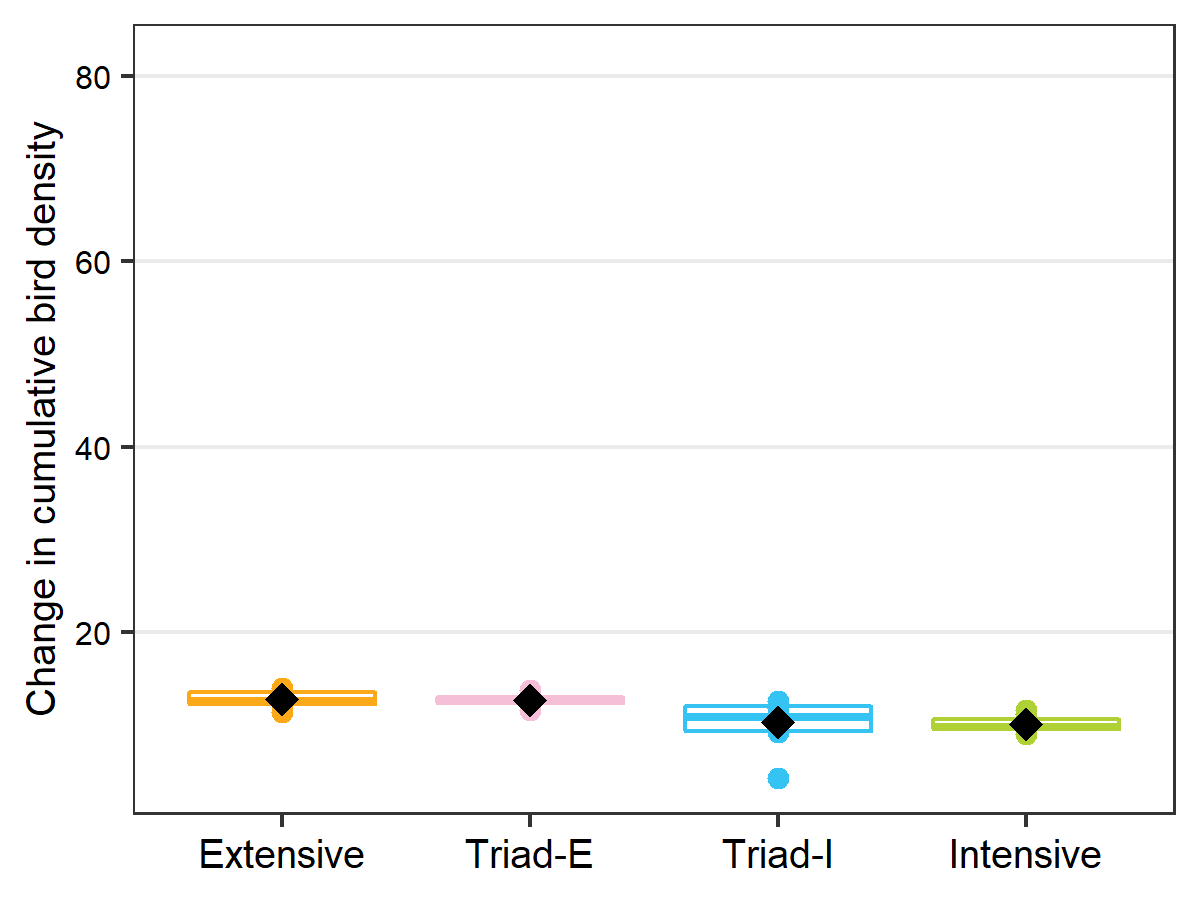 Change in cumulative bird density
80
60
40
20
Extensive
Triad-E
Triad-I
Intensive